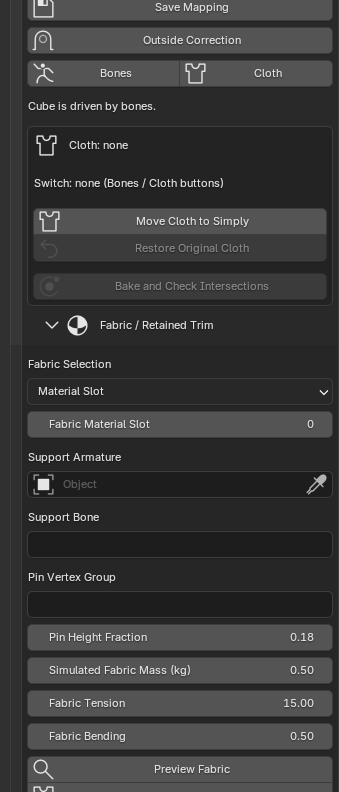 Save Mapping
Outside Correction
Bones Cloth
Cube is driven by bones.
Cloth: none
Switch: none (Bones / Cloth buttons)
Move Cloth to Simply
Restore Original Cloth
Bake and Check Intersections
Fabric / Retained Trim
Fabric Selection
Material Slot
Fabric Material Slot 0
Support Armature
Object
Support Bone
Pin Vertex Group
Pin Height Fraction 0.18
Simulated Fabric Mass (kg) 0.50
Fabric Tension 15.00
Fabric Bending 0.50
Preview Fabric